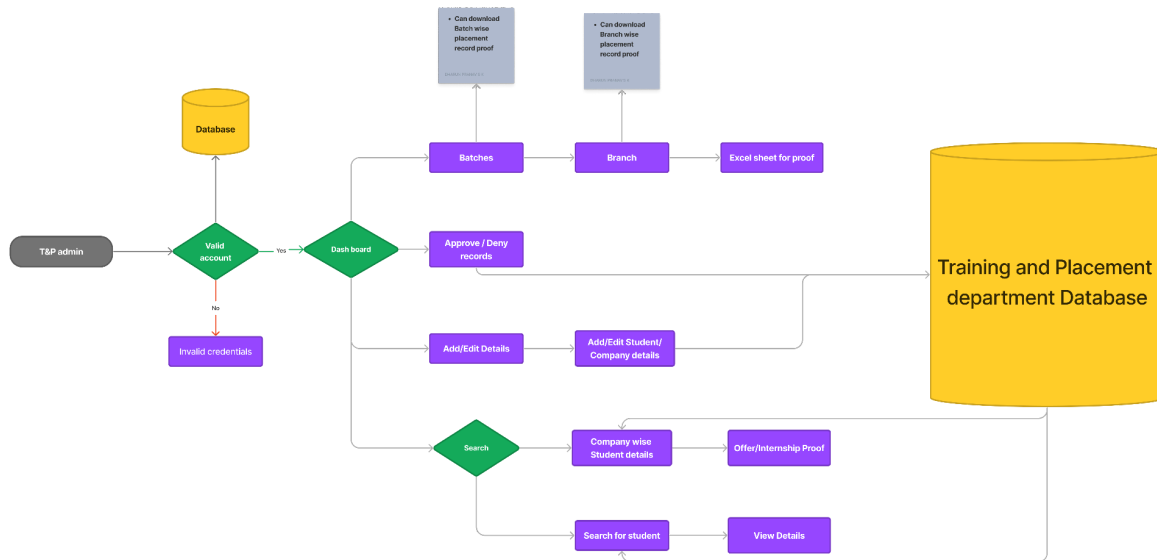 • Can download
Batch wise
placement
record proof
• Can download
Branch wise
placement
record proof
Database
Batches
Branch
Excel sheet for proof
T&P admin
Valid
account
Yes
Dash board
Approve / Deny
records
Training and Placement
department Database
No
Invalid credentials
Add/Edit Details
Add/Edit Student/
Company details
Search
Company wise
Student details
Offer/Internship Proof
Search for student
View Details